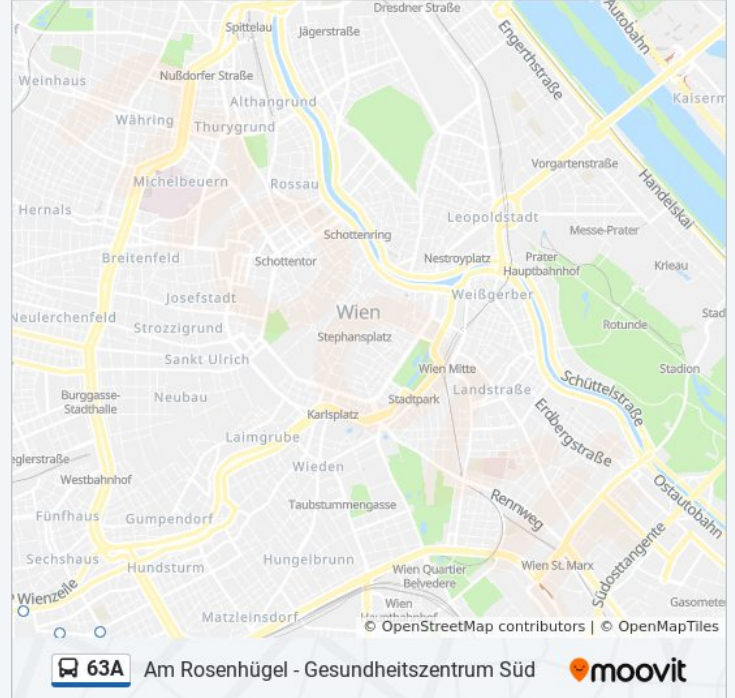 Dresdner Straße
Spittelau
Jägerstraße
Autobahn
Engerthstraße
f
Weinhaus
Nußdorfer Straße
Althangrund
Kaiserm
Währing
Thurygrund
Vorgartenstraße
Michelbeuern
Rossau
Handelskai
Hernals
Leopoldstadt
Messe-Prater
Schottenring
Breitenfeld
Schottentor
Nestroyplatz
Prater
Hauptbahnhof
Krieau
Weißgerber
Josefstadt
Neulerchenfeld
Strozzigrund
Wien
Stad
Rotunde
Stephansplatz
Sankt Ulrich
Wien Mitte
Stadion
Burggasse-
Stadthalle
Neubau
Stadtpark
Landstraße
Schüttelstraße
Karlsplatz
Erdbergstraße
Laimgrube
eglerstraße
Wieden
Westbahnhof
Taubstummengasse
Rennweg
Ostautobahn
Fünfhaus
Gumpendorf
Sechshaus
Hundsturm
Hungelbrunn
Wien Quartier
Belvedere
Wien St. Marx
Südosttangente
Wienzeile
Wien
Hauptbahnhof
Gasomete
Matzleinsdorf
© OpenStreetMap contributors | © OpenMapTiles
63A Am Rosenhügel - Gesundheitszentrum Süd
moovit